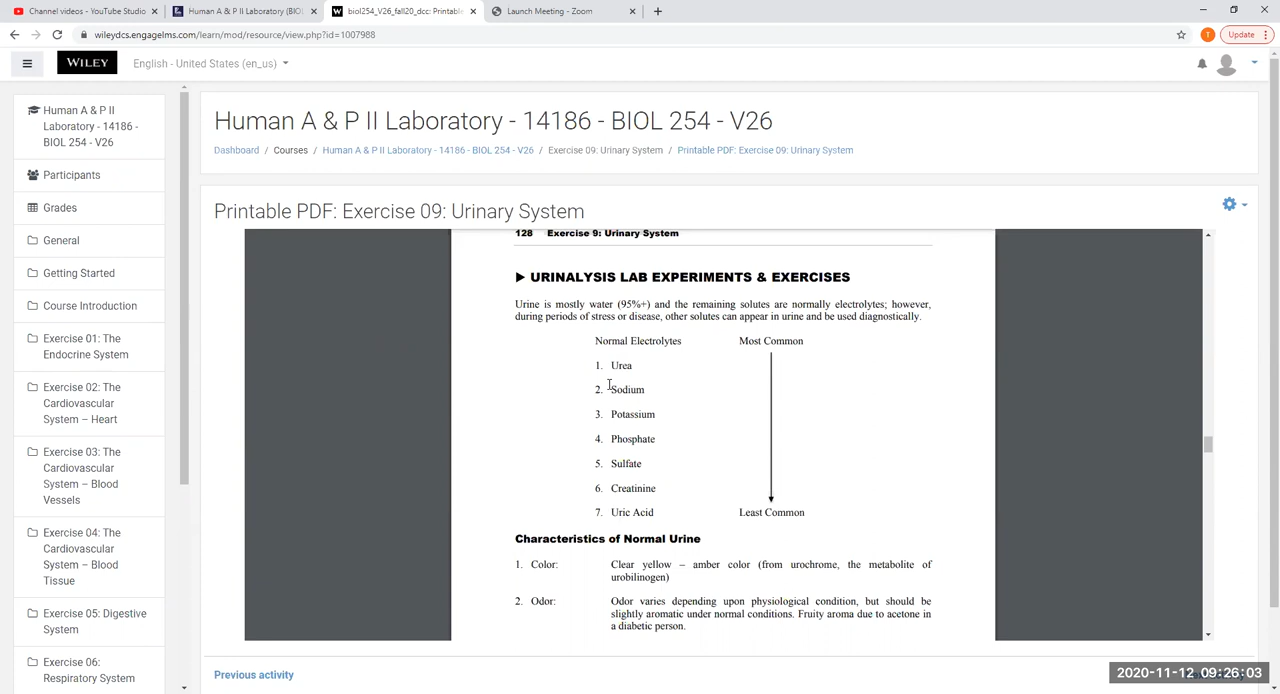 Channel videos - YouTube Studio
Human A & P II Laboratory (BIOL
biol254_V26_fall20_dcc: Printable
Launch Meeting - Zoom
wileydcs.engagelms.com/learn/mod/resource/view.php?id=1007988
T
Update
WILEY
English - United States (en_us)
Human A & P II
Laboratory - 14186 -
BIOL 254 - V26
Participants
Grades
General
Getting Started
Course Introduction
Exercise 01: The
Endocrine System
Exercise 02: The
Cardiovascular
System – Heart
Exercise 03: The
Cardiovascular
System – Blood
Vessels
Exercise 04: The
Cardiovascular
System – Blood
Tissue
Exercise 05: Digestive
System
Exercise 06:
Respiratory System
Human A & P II Laboratory - 14186 - BIOL 254 - V26
Dashboard / Courses / Human A & P II Laboratory - 14186 - BIOL 254 - V26 / Exercise 09: Urinary System / Printable PDF: Exercise 09: Urinary System
Printable PDF: Exercise 09: Urinary System
128 Exercise 9: Urinary System
URINALYSIS LAB EXPERIMENTS & EXERCISES
Urine is mostly water (95%+) and the remaining solutes are normally electrolytes; however,
during periods of stress or disease, other solutes can appear in urine and be used diagnostically.
Normal Electrolytes Most Common
1. Urea
2. Sodium
3. Potassium
4. Phosphate
5. Sulfate
6. Creatinine
7. Uric Acid Least Common
Characteristics of Normal Urine
1. Color: Clear yellow – amber color (from urochrome, the metabolite of
urobilinogen)
2. Odor: Odor varies depending upon physiological condition, but should be
slightly aromatic under normal conditions. Fruity aroma due to acetone in
a diabetic person.
Previous activity
2020-11-12 09:26:03